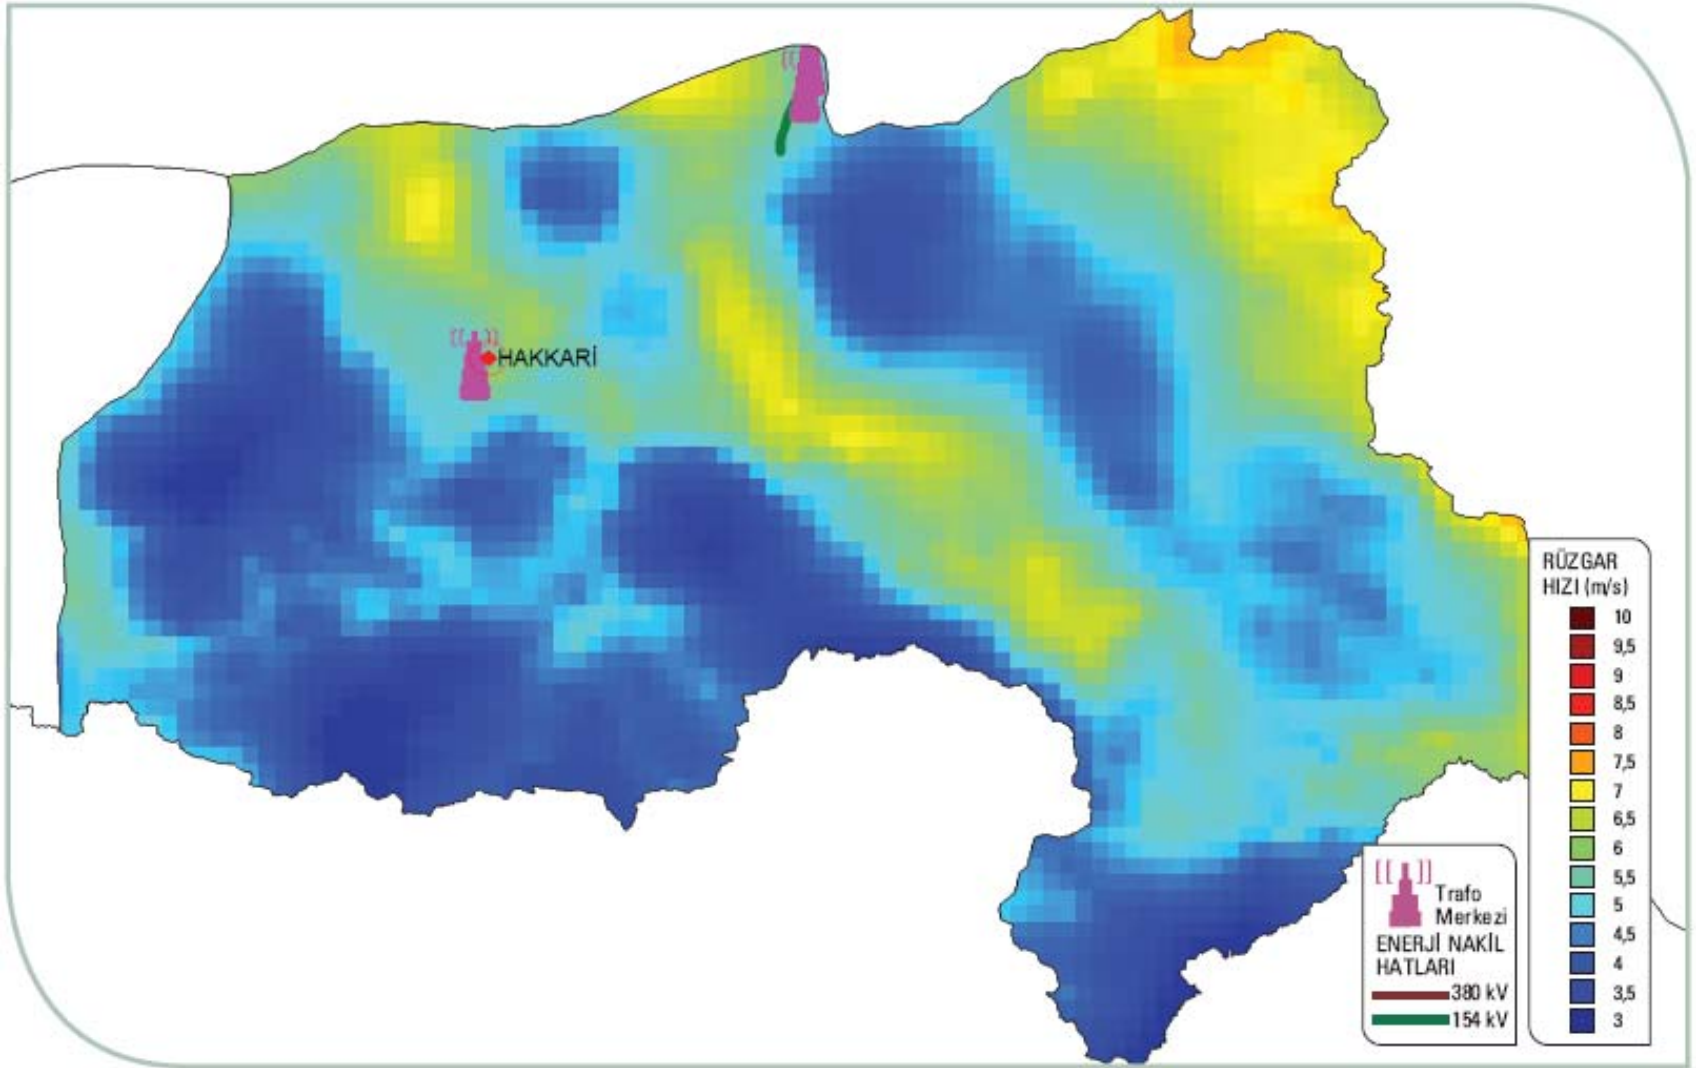 HAKKARİ
RÜZGAR
HIZI (m/s)
10
9,5
9
8,5
8
7,5
7
6,5
6
5,5
5
4,5
4
3,5
3
Trafo
Merkezi
ENERJİ NAKİL
HATLARI
380 kV
154 kV